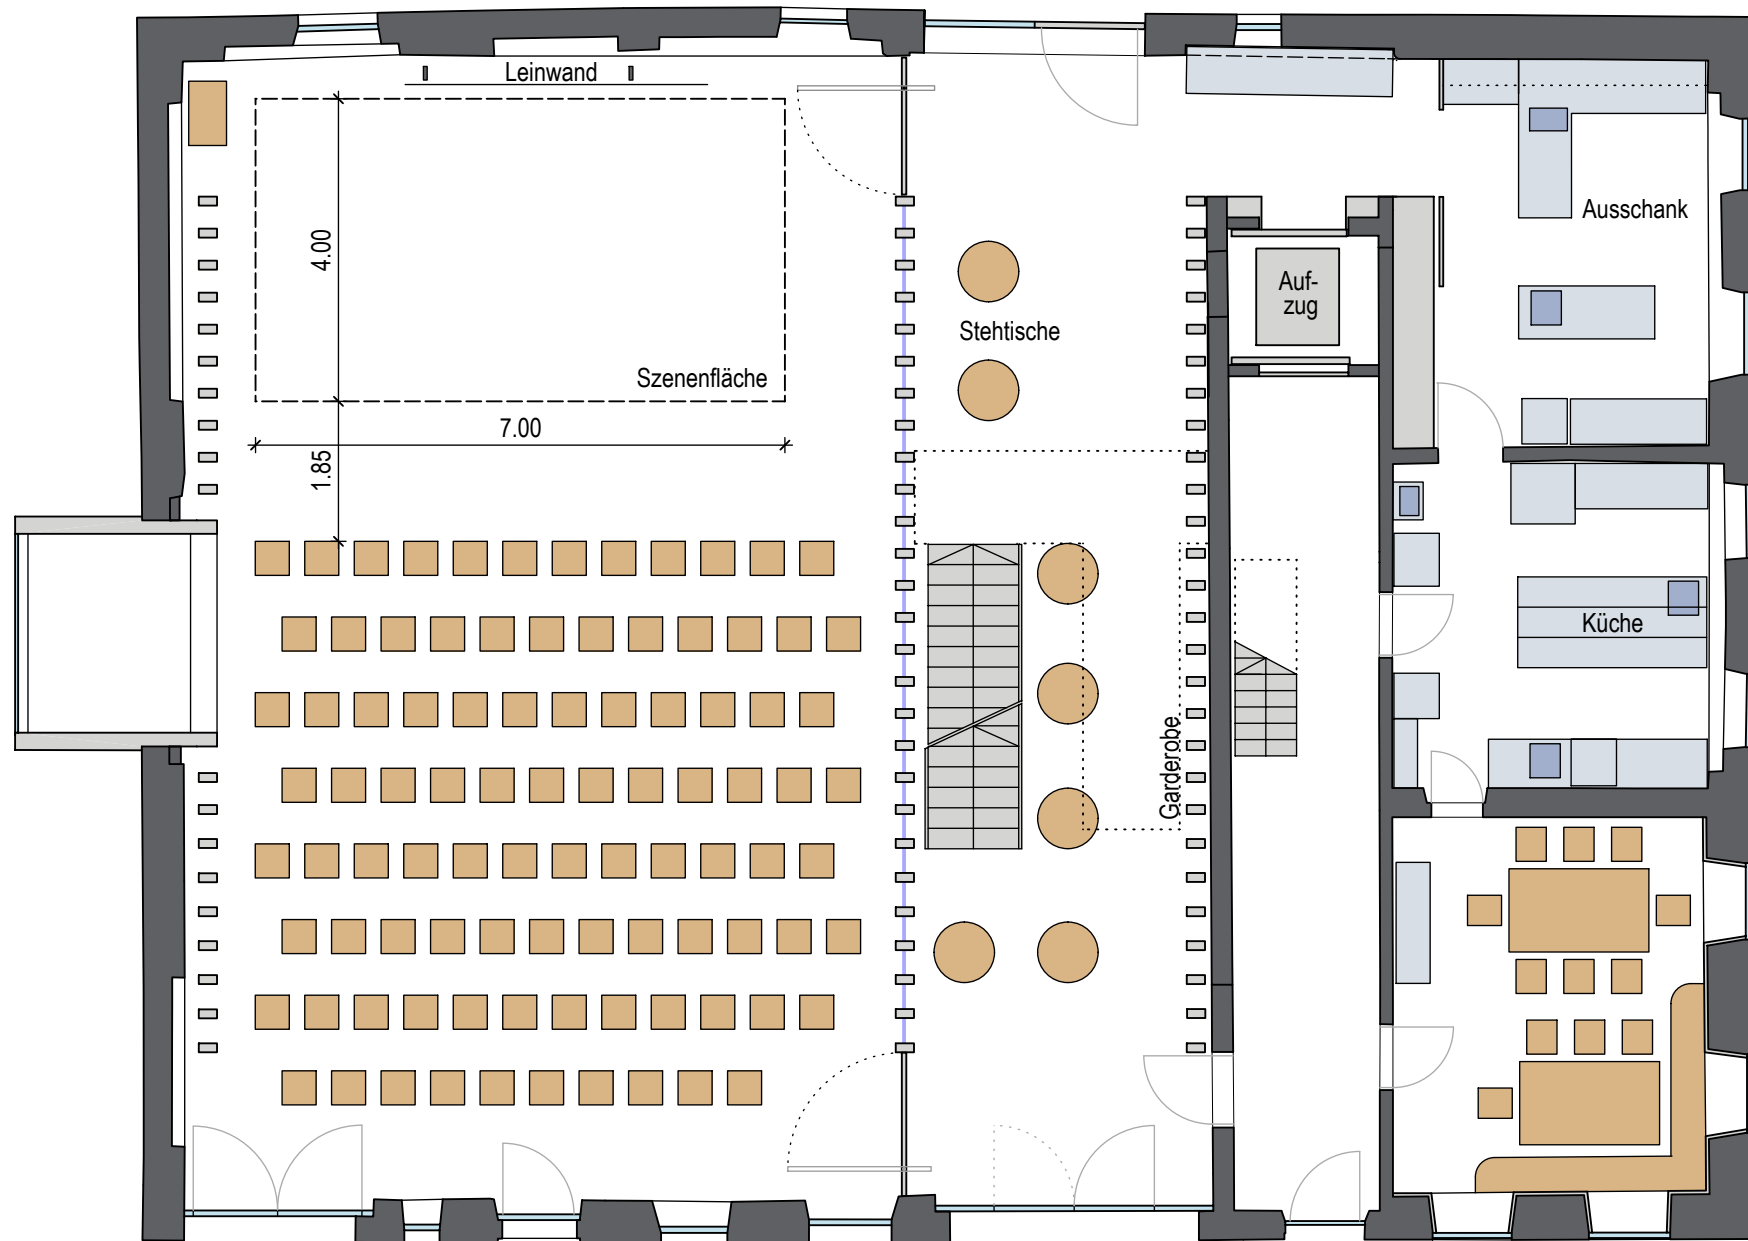 Leinwand
4.00
Szenenfläche
7.00
1.85
Stehtische
Auf-
zug
Ausschank
Küche
Garderobe